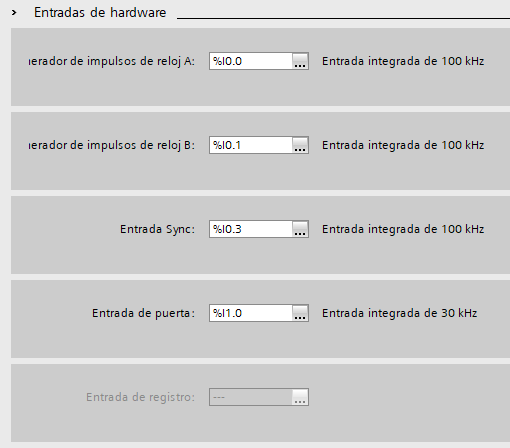 Entradas de hardware
nerador de impulsos de reloj A: %I0.0 ... Entrada integrada de 100 kHz
nerador de impulsos de reloj B: %I0.1 ... Entrada integrada de 100 kHz
Entrada Sync: %I0.3 ... Entrada integrada de 100 kHz
Entrada de puerta: %I1.0 ... Entrada integrada de 30 kHz
Entrada de registro: --- ...